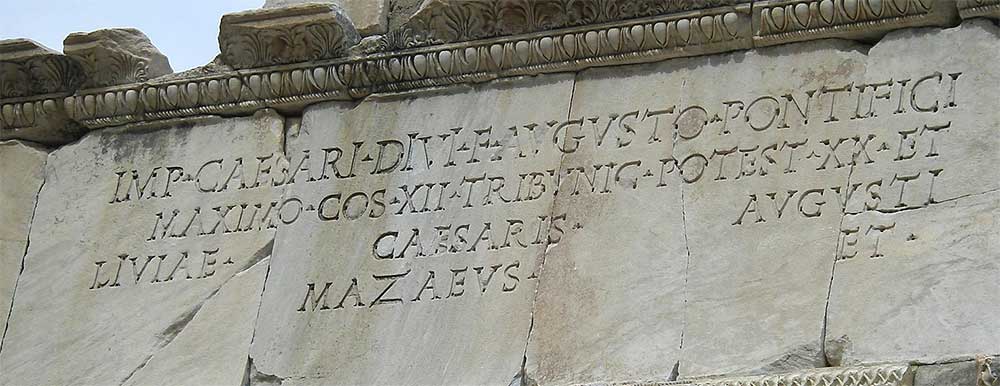 IMP · CAESARI · DIVI · F · AVGVSTO · PONTIFICI
MAXIMO · COS · XII · TRIBVNIC · POTEST · XX · ET
LIVIAE · CAESARIS · AVGVSTI
MAZAEVS · ET ·